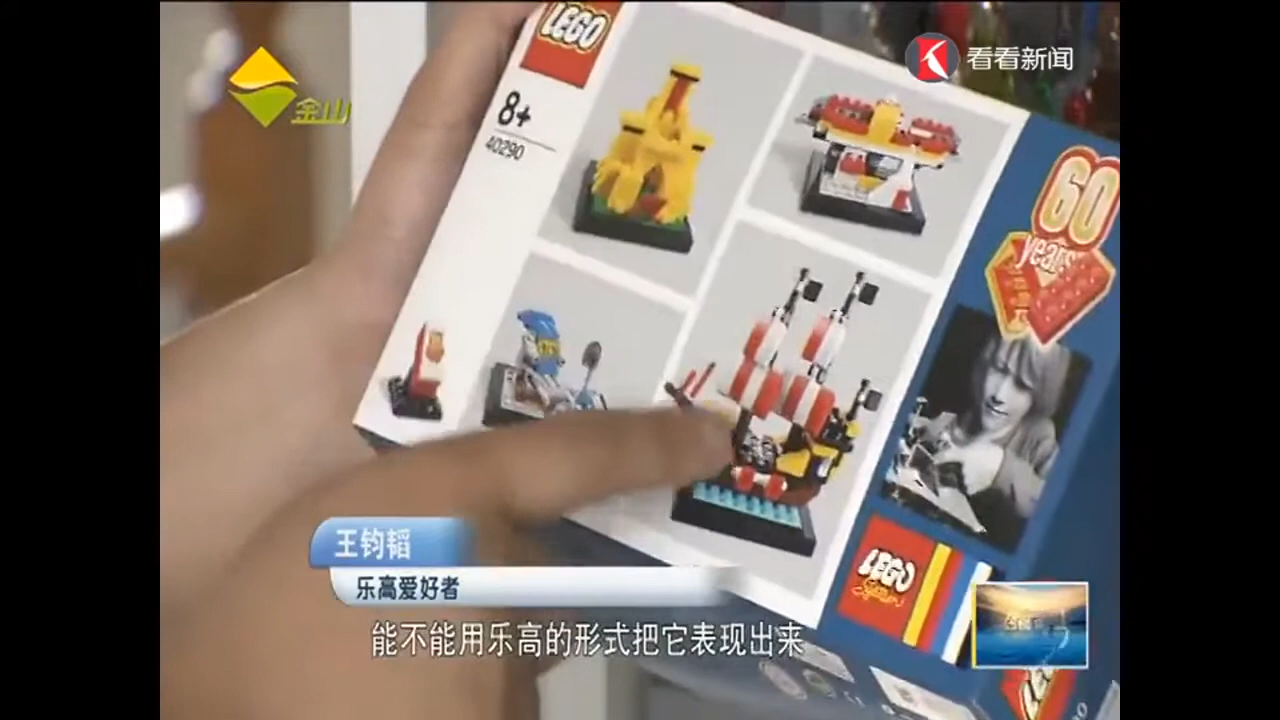 LEGO
看看新闻
金山
8+
40290
60
years
LEGO
System
王钧韬
乐高爱好者
能不能用乐高的形式把它表现出来